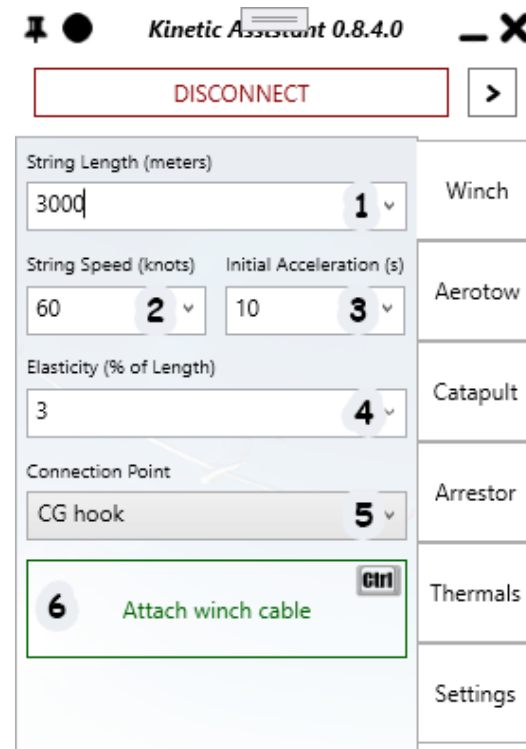 Kinetic Assistant 0.8.4.0
DISCONNECT
>
String Length (meters)
3000
1
String Speed (knots)
Initial Acceleration (s)
60
2
10
3
Elasticity (% of Length)
3
4
Connection Point
CG hook
5
6
Attach winch cable
Ctrl
Winch
Aerotow
Catapult
Arrestor
Thermals
Settings